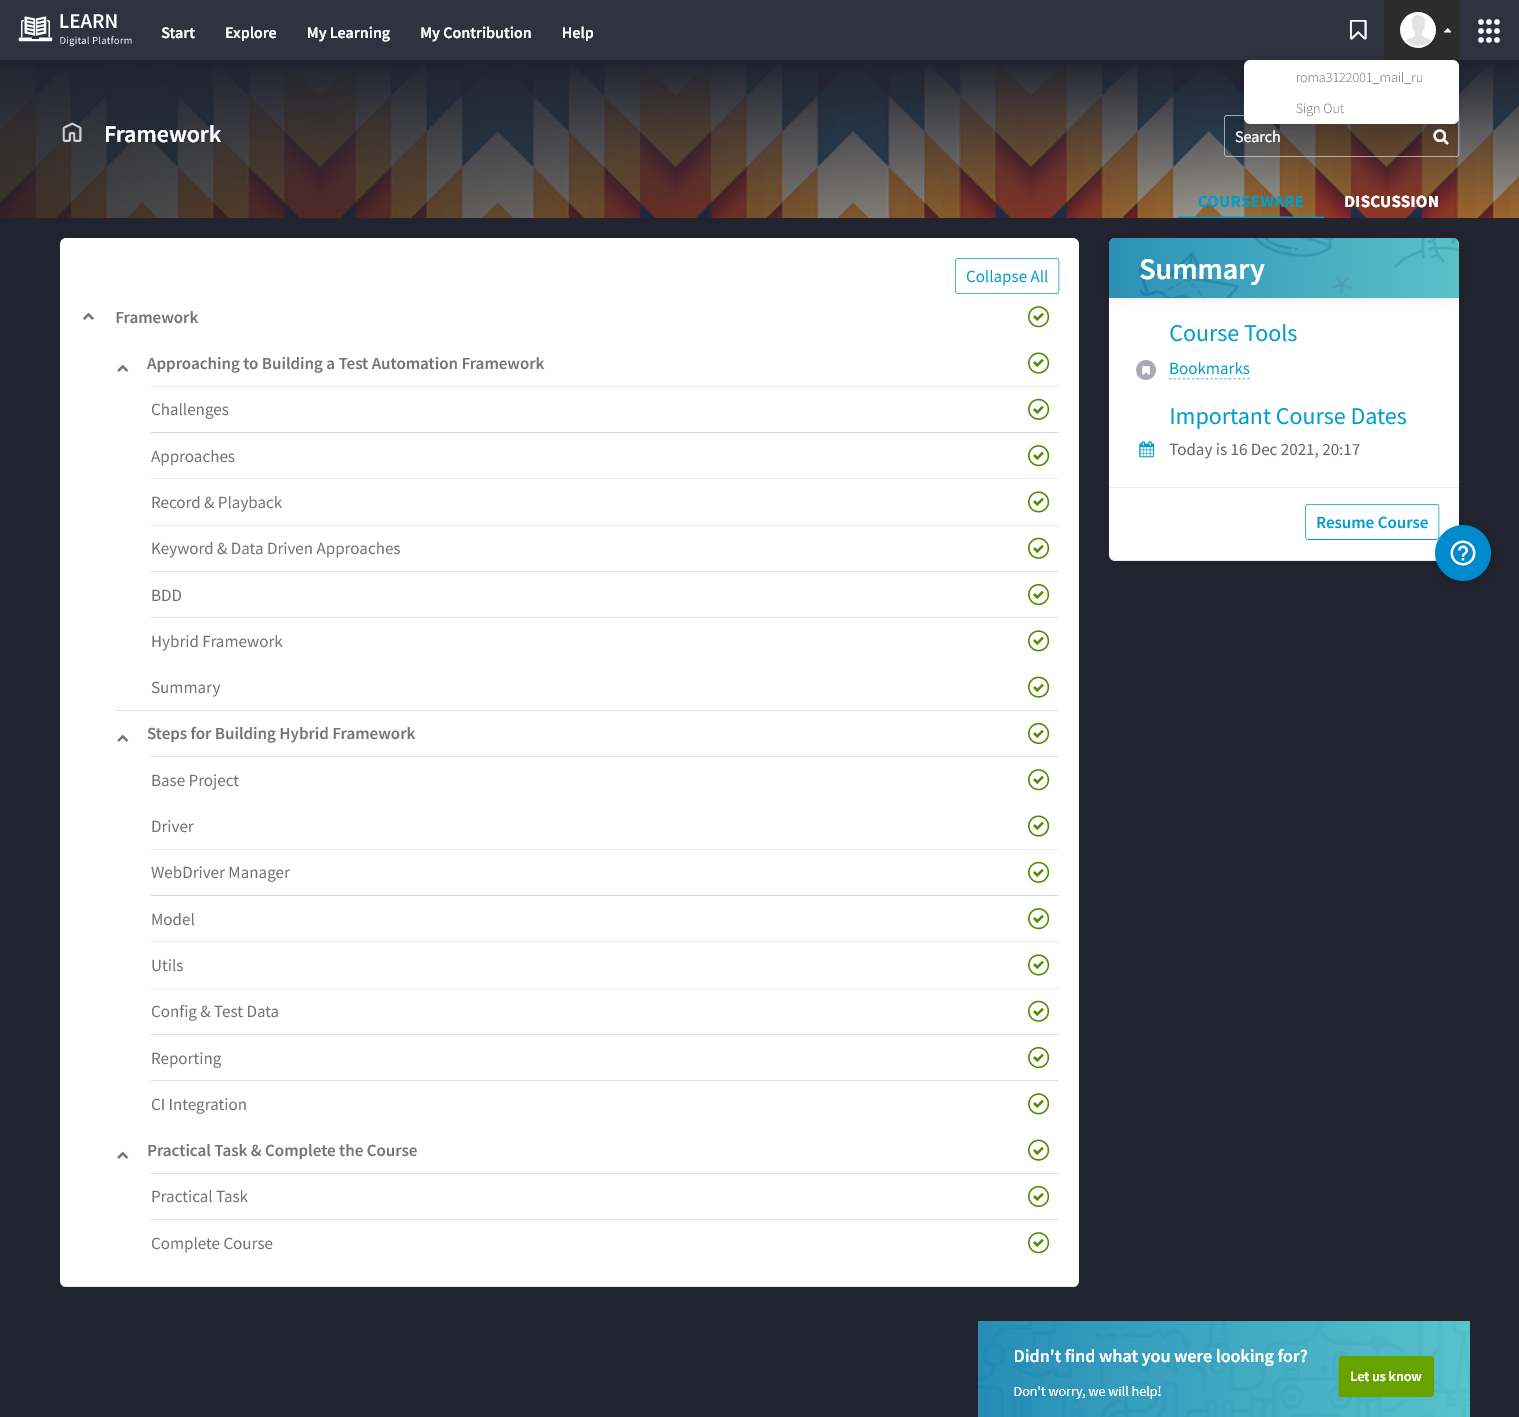 LEARN
Digital Platform
Start
Explore
My Learning
My Contribution
Help
roma3122001_mail_ru
Sign Out
Framework
Search
COURSEWARE
DISCUSSION
Collapse All
Framework
Approaching to Building a Test Automation Framework
Challenges
Approaches
Record & Playback
Keyword & Data Driven Approaches
BDD
Hybrid Framework
Summary
Steps for Building Hybrid Framework
Base Project
Driver
WebDriver Manager
Model
Utils
Config & Test Data
Reporting
CI Integration
Practical Task & Complete the Course
Practical Task
Complete Course
Summary
Course Tools
Bookmarks
Important Course Dates
Today is 16 Dec 2021, 20:17
Resume Course
Didn't find what you were looking for?
Don't worry, we will help!
Let us know